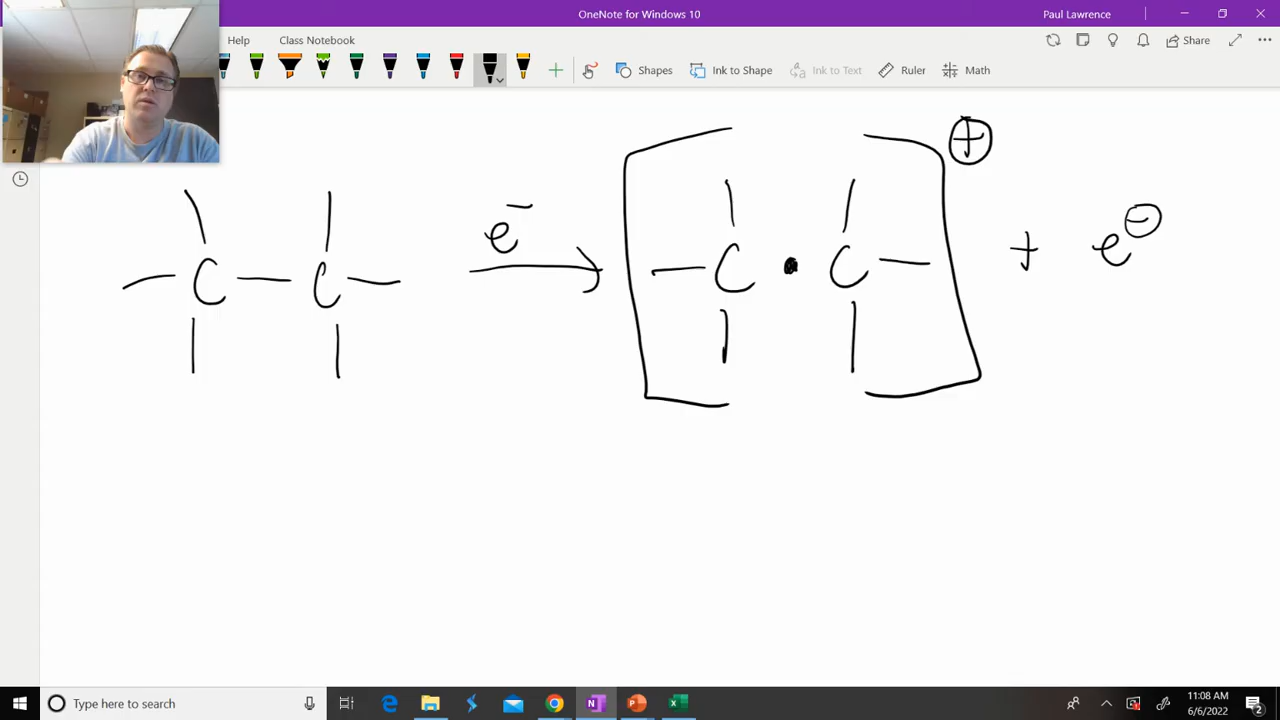 OneNote for Windows 10
Paul Lawrence
Help
Class Notebook
Shapes
Ink to Shape
Ink to Text
Ruler
Math
Share
e⁻
+
C C
C • C
+ e⊖
Type here to search
11:08 AM
6/6/2022
2